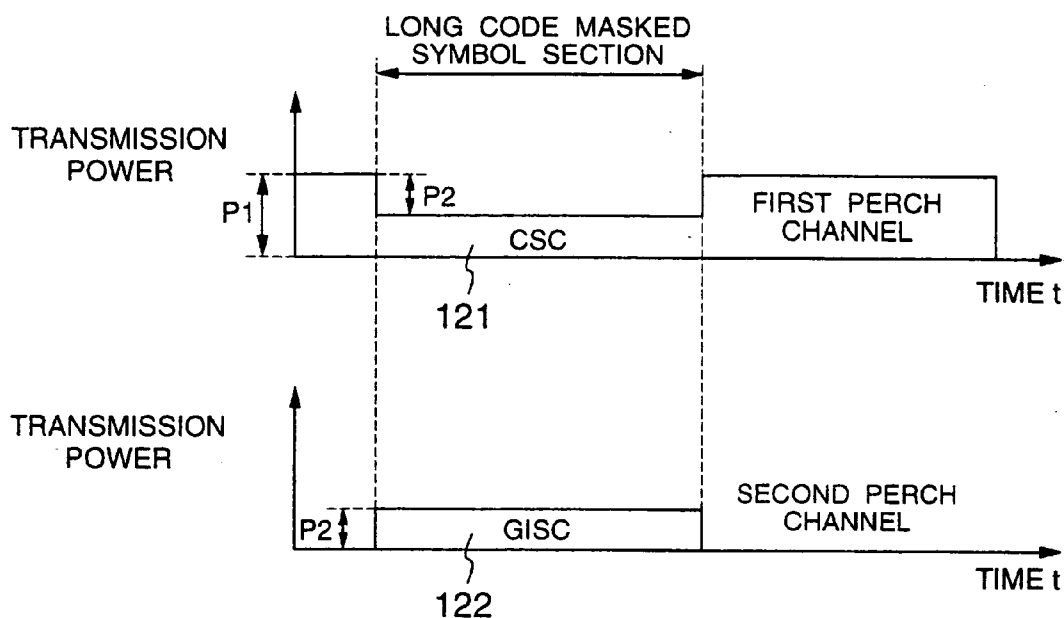 LONG CODE MASKED
SYMBOL SECTION
TRANSMISSION
POWER
P1
P2
CSC
FIRST PERCH
CHANNEL
TIME t
121
TRANSMISSION
POWER
P2
GISC
SECOND PERCH
CHANNEL
TIME t
122